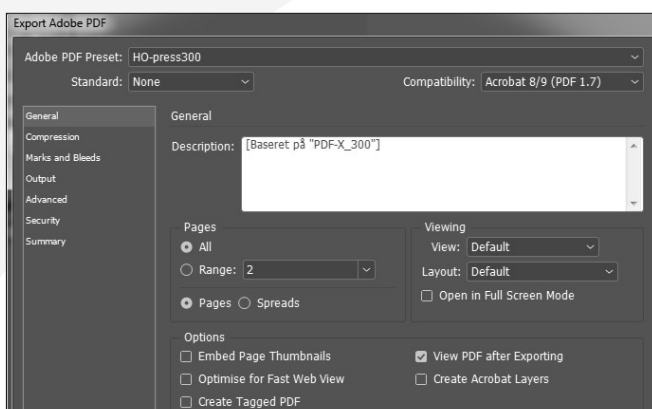 Export Adobe PDF
Adobe PDF Preset: HO-press300
Standard: None Compatibility: Acrobat 8/9 (PDF 1.7)
General
Compression
Marks and Bleeds
Output
Advanced
Security
Summary
General
Description: [Baseret på "PDF-X_300"]
Pages
All
Range: 2
Pages Spreads
Viewing
View: Default
Layout: Default
Open in Full Screen Mode
Options
Embed Page Thumbnails View PDF after Exporting
Optimise for Fast Web View Create Acrobat Layers
Create Tagged PDF